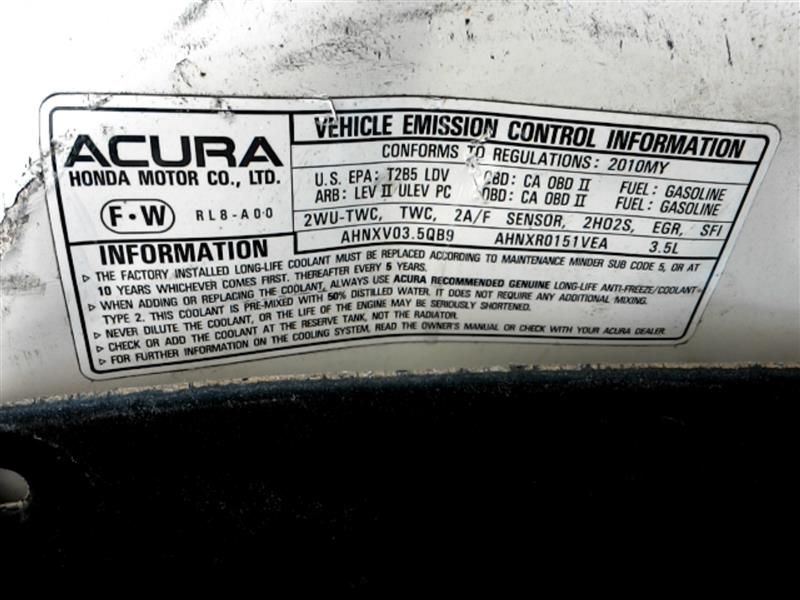 ACURA
HONDA MOTOR CO., LTD.
F·W RL8-A00
VEHICLE EMISSION CONTROL INFORMATION
CONFORMS TO REGULATIONS: 2010MY
U.S. EPA: T2B5 LDV OBD: CA OBD II FUEL: GASOLINE
ARB: LEV II ULEV PC OBD: CA OBD II FUEL: GASOLINE
2WU-TWC, TWC, 2A/F SENSOR, 2HO2S, EGR, SFI
AHNXV03.5QB9 AHNXR0151VEA 3.5L
INFORMATION
▷ THE FACTORY INSTALLED LONG-LIFE COOLANT MUST BE REPLACED ACCORDING TO MAINTENANCE MINDER SUB CODE 5, OR AT
10 YEARS WHICHEVER COMES FIRST. THEREAFTER EVERY 5 YEARS.
▷ WHEN ADDING OR REPLACING THE COOLANT, ALWAYS USE ACURA RECOMMENDED GENUINE LONG-LIFE ANTI-FREEZE/COOLANT-
TYPE 2. THIS COOLANT IS PRE-MIXED WITH 50% DISTILLED WATER. IT DOES NOT REQUIRE ANY ADDITIONAL MIXING.
▷ NEVER DILUTE THE COOLANT, OR THE LIFE OF THE ENGINE MAY BE SERIOUSLY SHORTENED.
▷ CHECK OR ADD THE COOLANT AT THE RESERVE TANK, NOT THE RADIATOR.
▷ FOR FURTHER INFORMATION ON THE COOLING SYSTEM, READ THE OWNER'S MANUAL OR CHECK WITH YOUR ACURA DEALER.